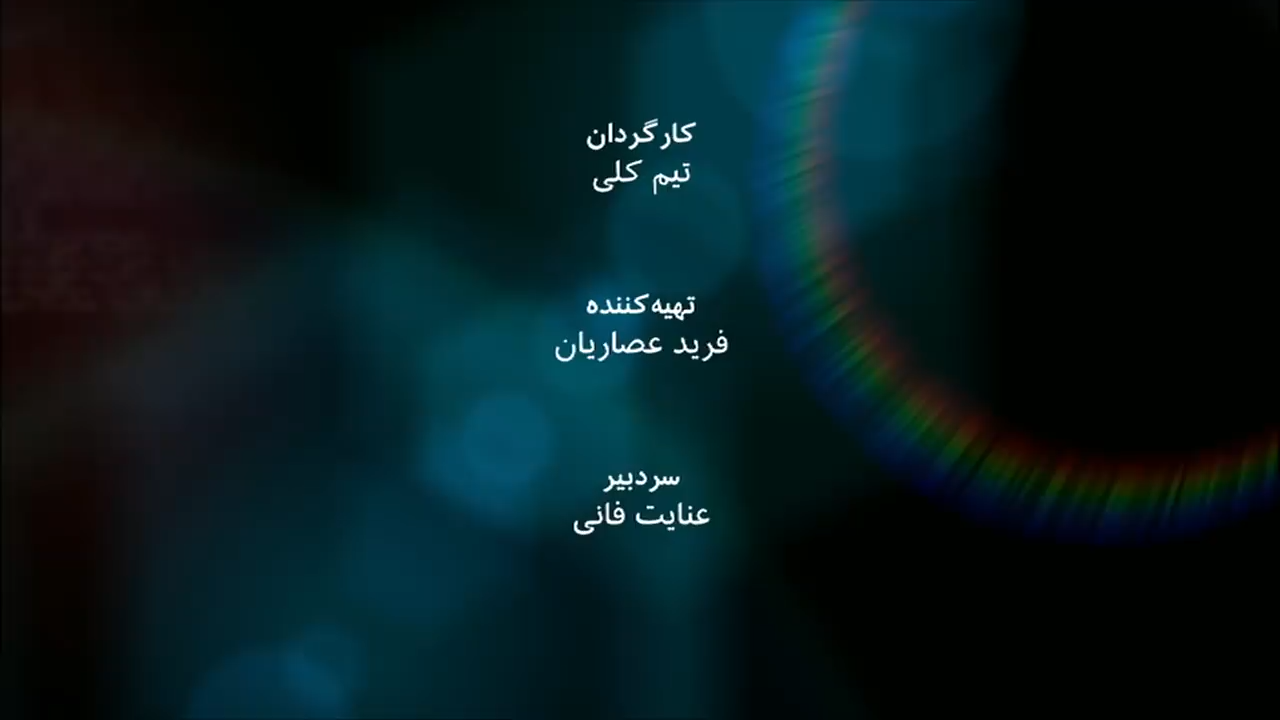 کارگردان
تیم کلی
تهیه‌کننده
فرید عصاریان
سردبیر
عنایت فانی